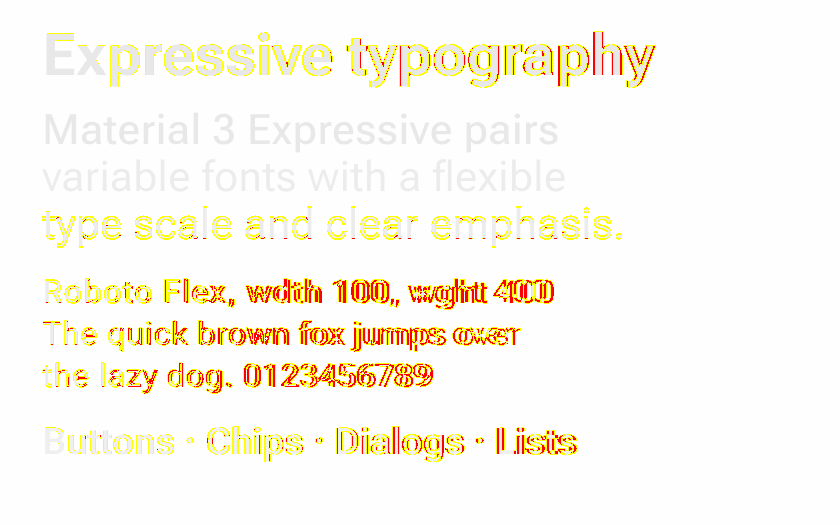 Expressive typography
Material 3 Expressive pairs
variable fonts with a flexible
type scale and clear emphasis.
Roboto Flex, wdth 100, wght 400
The quick brown fox jumps over
the lazy dog. 0123456789
Buttons · Chips · Dialogs · Lists